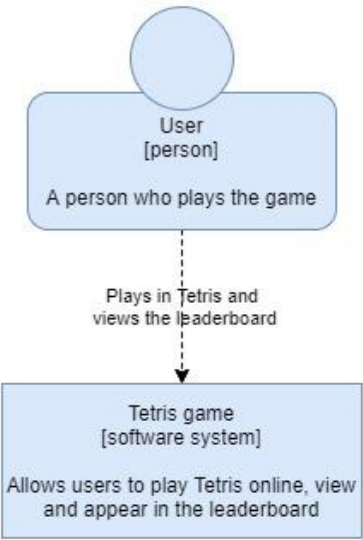 User
[person]
A person who plays the game
Plays in Tetris and
views the leaderboard
Tetris game
[software system]
Allows users to play Tetris online, view
and appear in the leaderboard